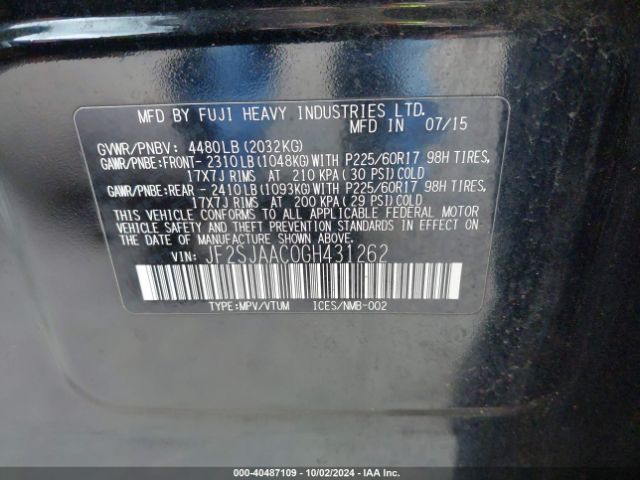 MFD BY FUJI HEAVY INDUSTRIES LTD.
MFD IN 07/15
GVWR/PNBV: 4480LB(2032KG)
GAWR/PNBE:FRONT- 2310LB(1048KG)WITH P225/60R17 98H TIRES,
17X7J RIMS AT 210 KPA(30 PSI)COLD
GAWR/PNBE:REAR - 2410LB(1093KG)WITH P225/60R17 98H TIRES,
17X7J RIMS AT 200 KPA(29 PSI)COLD
THIS VEHICLE CONFORMS TO ALL APPLICABLE FEDERAL MOTOR
VEHICLE SAFETY AND THEFT PREVENTION STANDARDS IN EFFECT
ON THE DATE OF MANUFACTURE SHOWN ABOVE.
VIN: JF2SJAAC0GH431262
TYPE:MPV/VTUM ICES/NMB-002
000-40487109 - 10/02/2024 - IAA Inc.